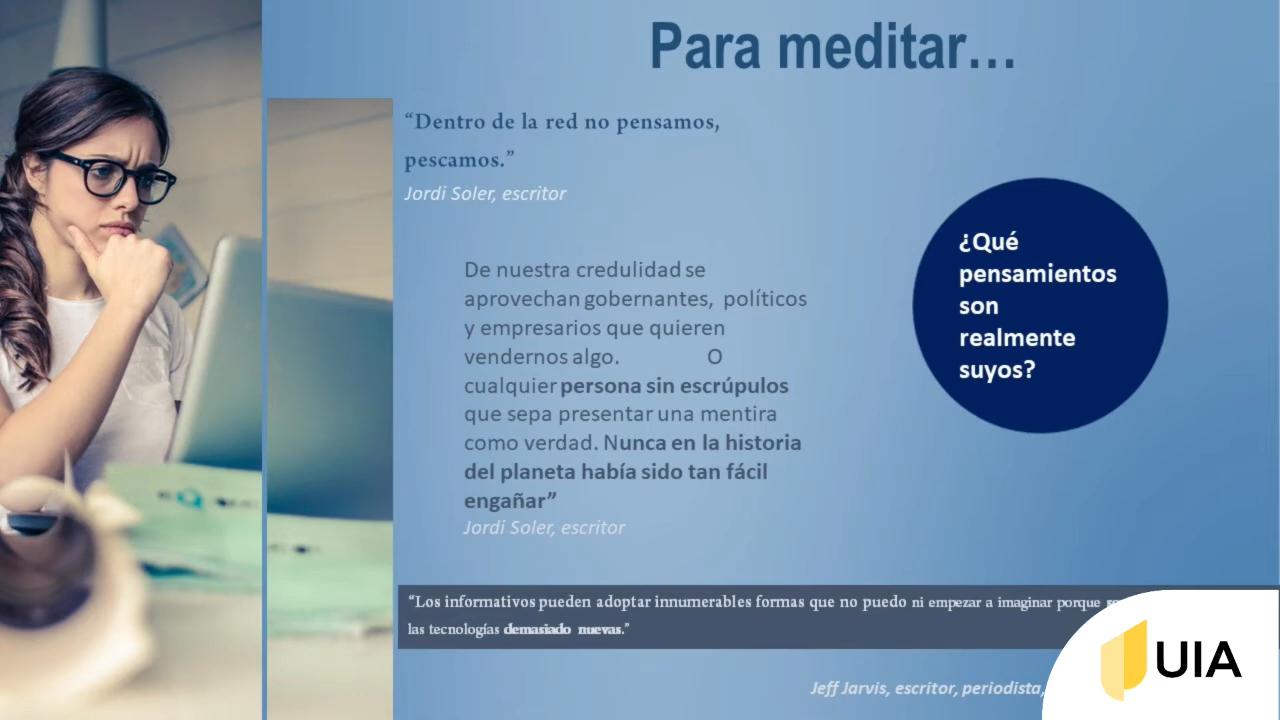 Para meditar…
“Dentro de la red no pensamos,
pescamos.”
Jordi Soler, escritor
De nuestra credulidad se
aprovechan gobernantes, políticos
y empresarios que quieren
vendernos algo. O
cualquier persona sin escrúpulos
que sepa presentar una mentira
como verdad. Nunca en la historia
del planeta había sido tan fácil
engañar”
Jordi Soler, escritor
¿Qué
pensamientos
son
realmente
suyos?
“Los informativos pueden adoptar innumerables formas que no puedo ni empezar a imaginar porque
las tecnologías demasiado nuevas.”
Jeff Jarvis, escritor, periodista,
UIA